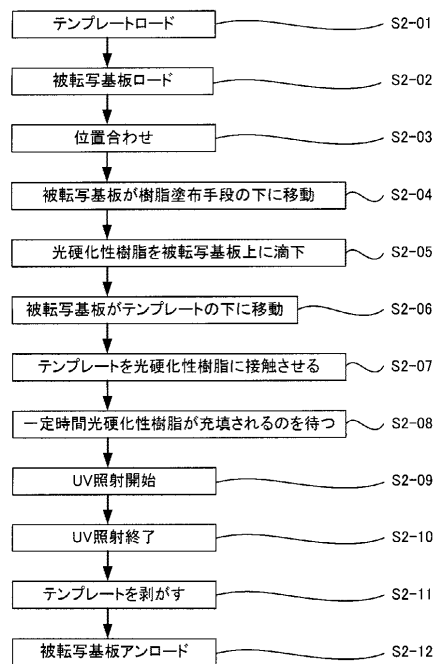 テンプレートロード S2-01
被転写基板ロード S2-02
位置合わせ S2-03
被転写基板が樹脂塗布手段の下に移動 S2-04
光硬化性樹脂を被転写基板上に滴下 S2-05
被転写基板がテンプレートの下に移動 S2-06
テンプレートを光硬化性樹脂に接触させる S2-07
一定時間光硬化性樹脂が充填されるのを待つ S2-08
UV照射開始 S2-09
UV照射終了 S2-10
テンプレートを剥がす S2-11
被転写基板アンロード S2-12